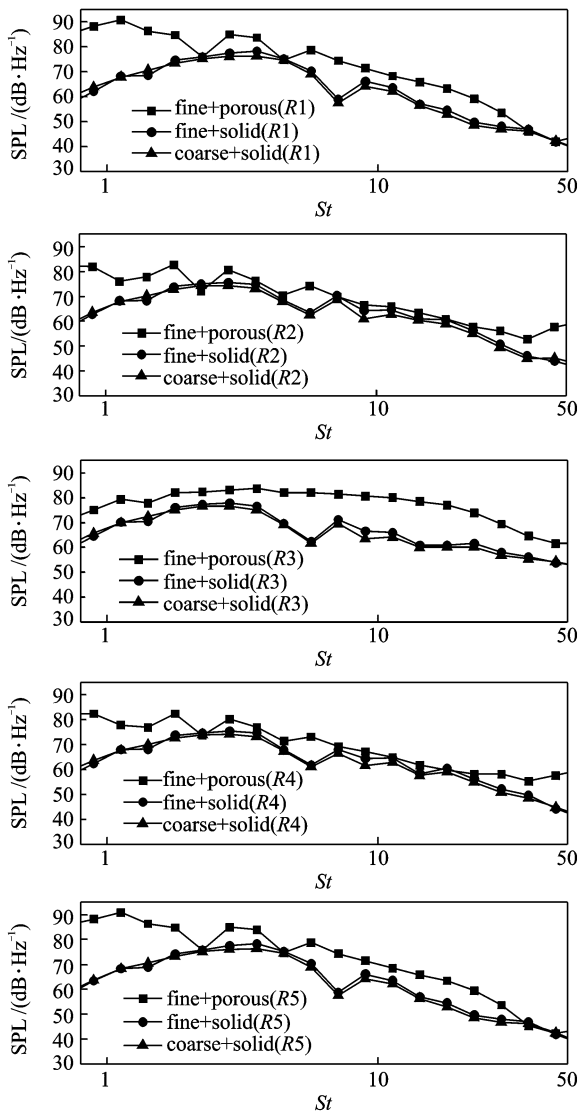 90
80
70
60
50
40
30
SPL /(dB·Hz⁻¹)
fine+porous(R1)
fine+solid(R1)
coarse+solid(R1)
1 10 50
St
90
80
70
60
50
40
30
SPL/(dB·Hz⁻¹)
fine+porous(R2)
fine+solid(R2)
coarse+solid(R2)
1 10 50
St
90
80
70
60
50
40
30
SPL /(dB·Hz⁻¹)
fine+porous(R3)
fine+solid(R3)
coarse+solid(R3)
1 10 50
St
90
80
70
60
50
40
30
SPL /(dB·Hz⁻¹)
fine+porous(R4)
fine+solid(R4)
coarse+solid(R4)
1 10 50
St
90
80
70
60
50
40
30
SPL /(dB·Hz⁻¹)
fine+porous(R5)
fine+solid(R5)
coarse+solid(R5)
1 10 50
St